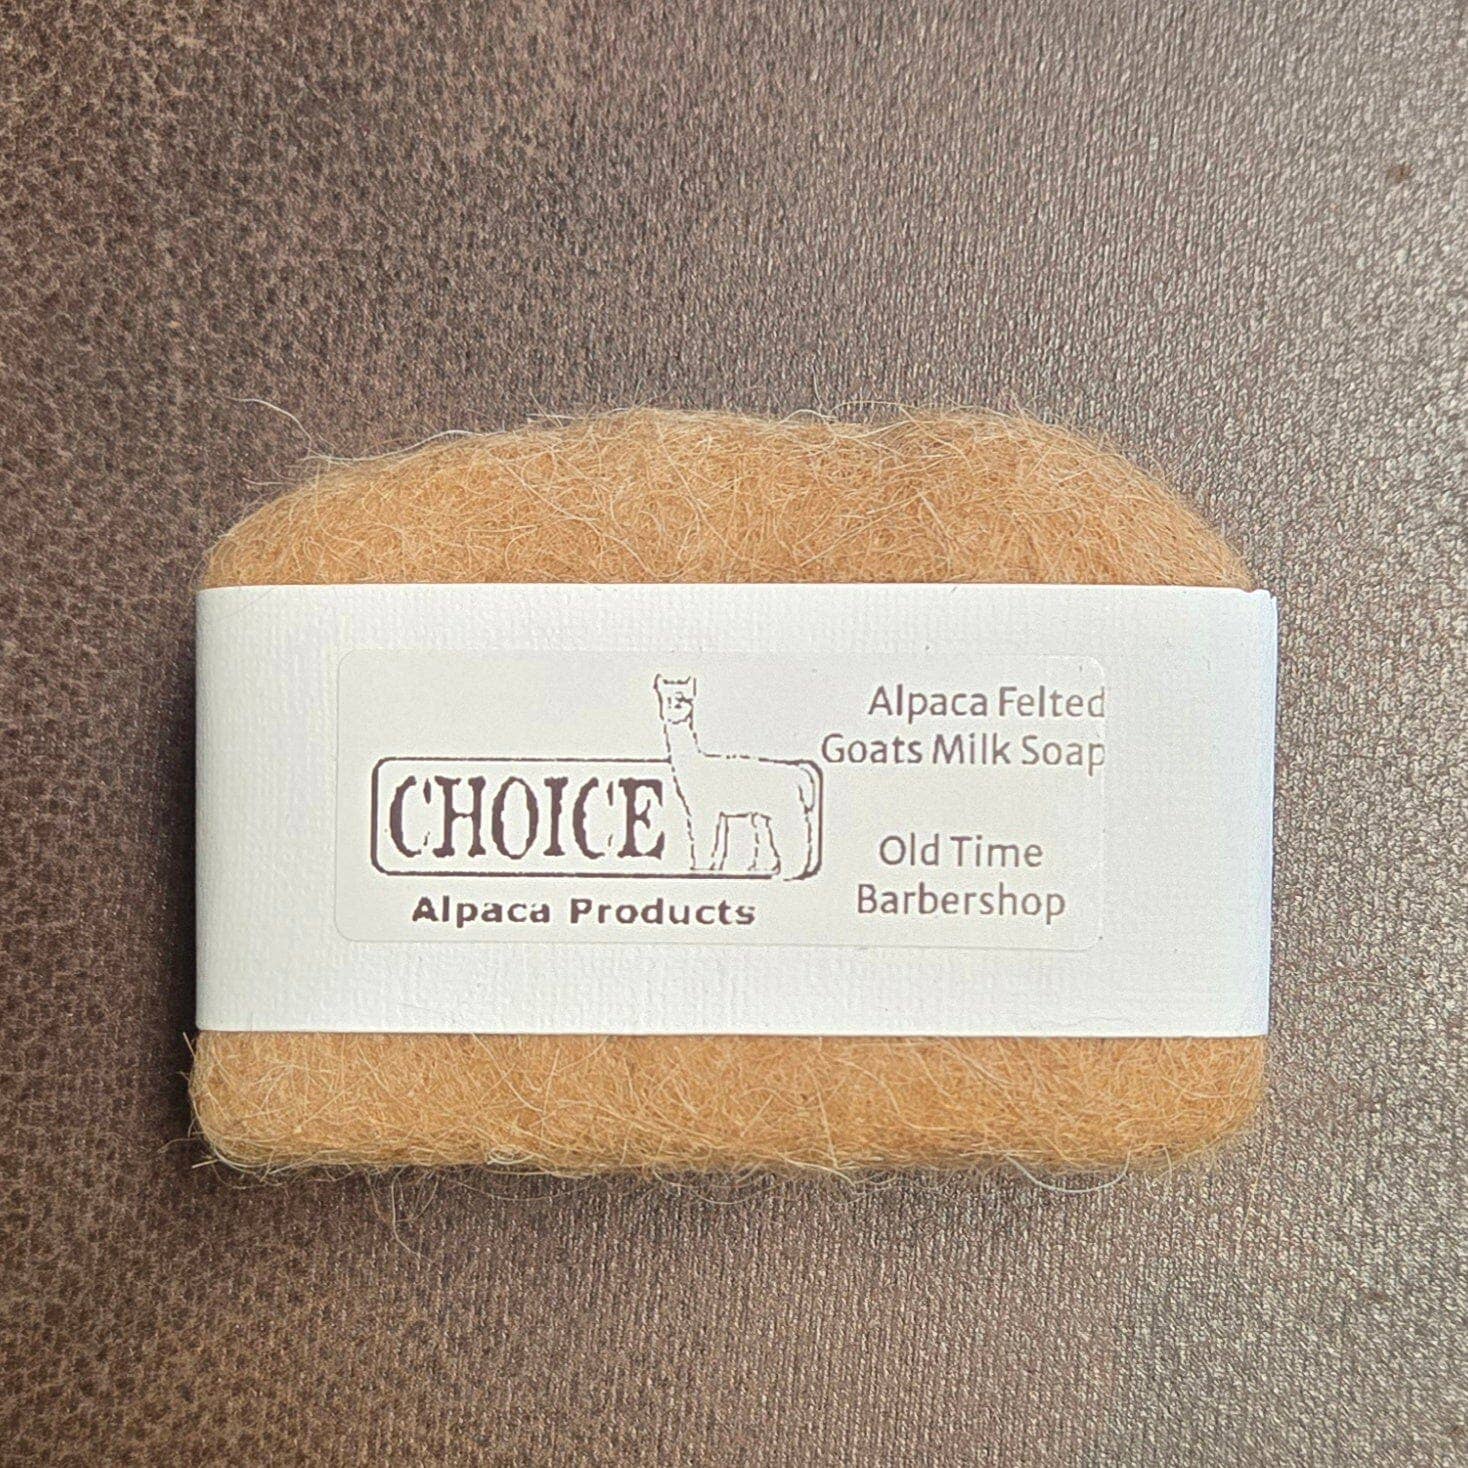 CHOICE
Alpaca Products
Alpaca Felted
Goats Milk Soap
Old Time
Barbershop